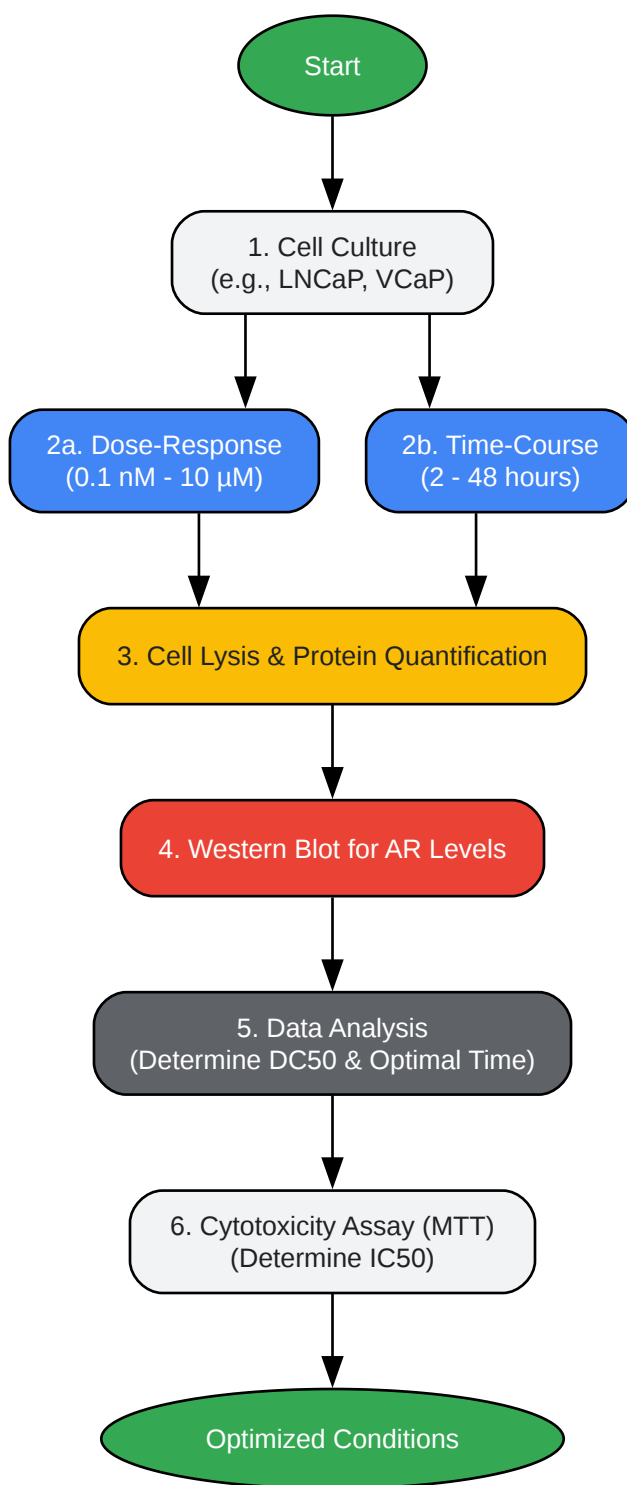 Start
1. Cell Culture
(e.g., LNCaP, VCaP)
2a. Dose-Response
(0.1 nM - 10 µM)
2b. Time-Course
(2 - 48 hours)
3. Cell Lysis & Protein Quantification
4. Western Blot for AR Levels
5. Data Analysis
(Determine DC50 & Optimal Time)
6. Cytotoxicity Assay (MTT)
(Determine IC50)
Optimized Conditions